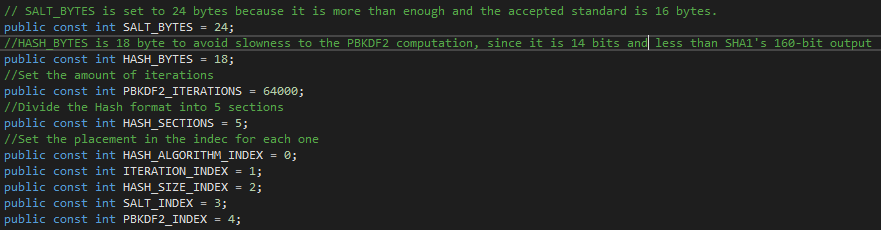 // SALT_BYTES is set to 24 bytes because it is more than enough and the accepted standard is 16 bytes.
public const int SALT_BYTES = 24;
//HASH_BYTES is 18 byte to avoid slowness to the PBKDF2 computation, since it is 14 bits and less than SHA1's 160-bit output
public const int HASH_BYTES = 18;
//Set the amount of iterations
public const int PBKDF2_ITERATIONS = 64000;
//Divide the Hash format into 5 sections
public const int HASH_SECTIONS = 5;
//Set the placement in the indec for each one
public const int HASH_ALGORITHM_INDEX = 0;
public const int ITERATION_INDEX = 1;
public const int HASH_SIZE_INDEX = 2;
public const int SALT_INDEX = 3;
public const int PBKDF2_INDEX = 4;